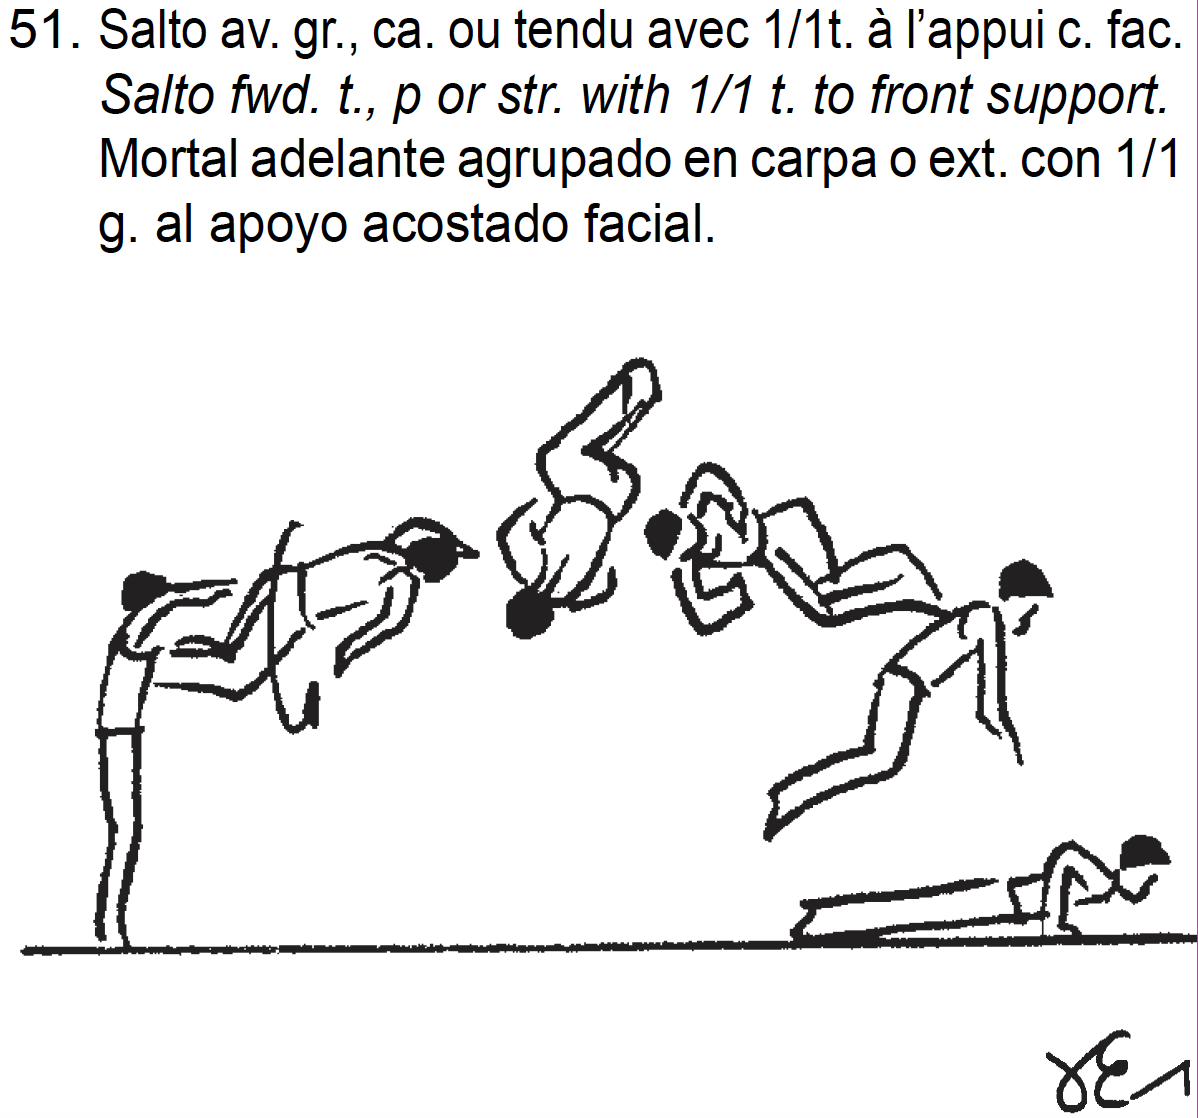 51. Salto av. gr., ca. ou tendu avec 1/1t. à l’appui c. fac.
Salto fwd. t., p or str. with 1/1 t. to front support.
Mortal adelante agrupado en carpa o ext. con 1/1
g. al apoyo acostado facial.